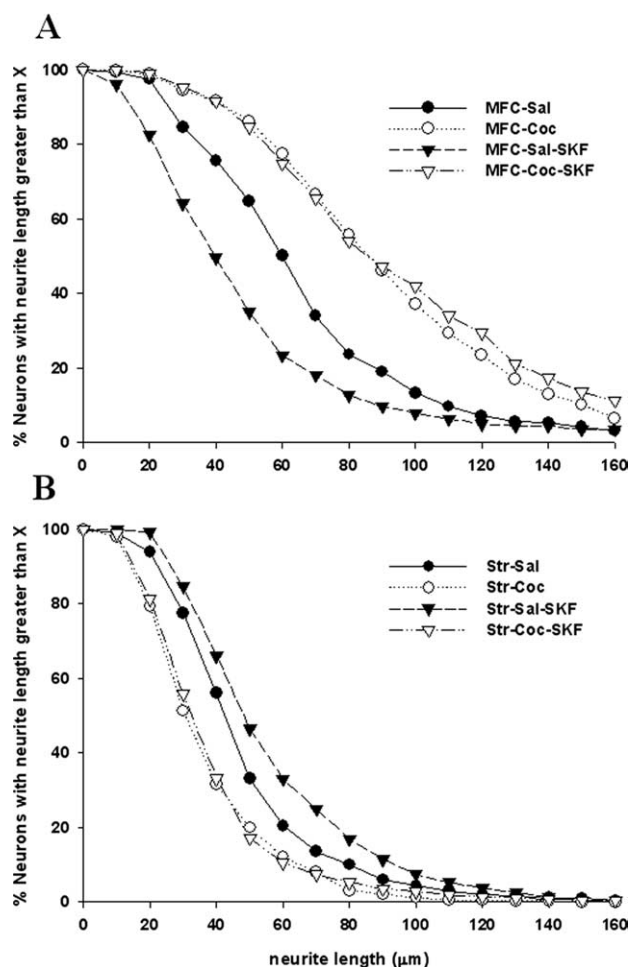 A
% Neurons with neurite length greater than X
100
80
60
40
20
0
MFC-Sal
MFC-Coc
MFC-Sal-SKF
MFC-Coc-SKF
0 20 40 60 80 100 120 140 160
B
% Neurons with neurite length greater than X
100
80
60
40
20
0
Str-Sal
Str-Coc
Str-Sal-SKF
Str-Coc-SKF
0 20 40 60 80 100 120 140 160
neurite length (μm)